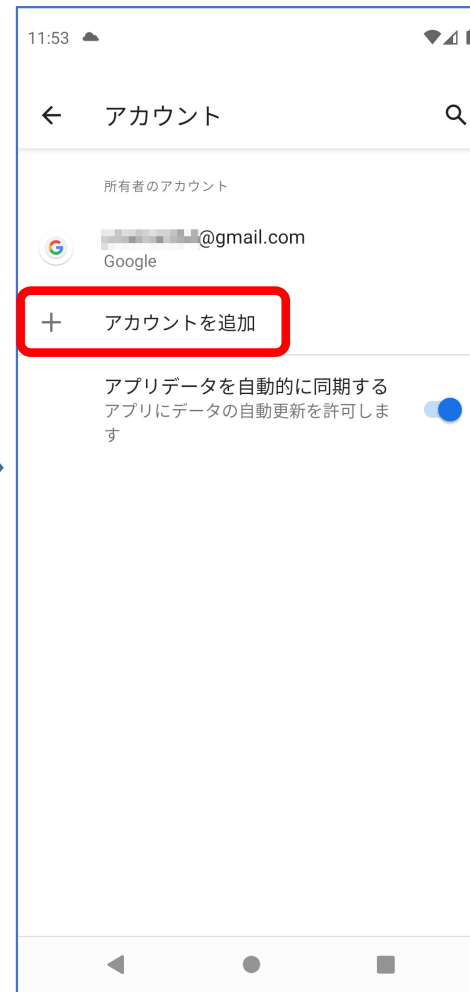 11:53
アカウント
所有者のアカウント
@gmail.com
Google
アカウントを追加
アプリデータを自動的に同期する
アプリにデータの自動更新を許可しま
す